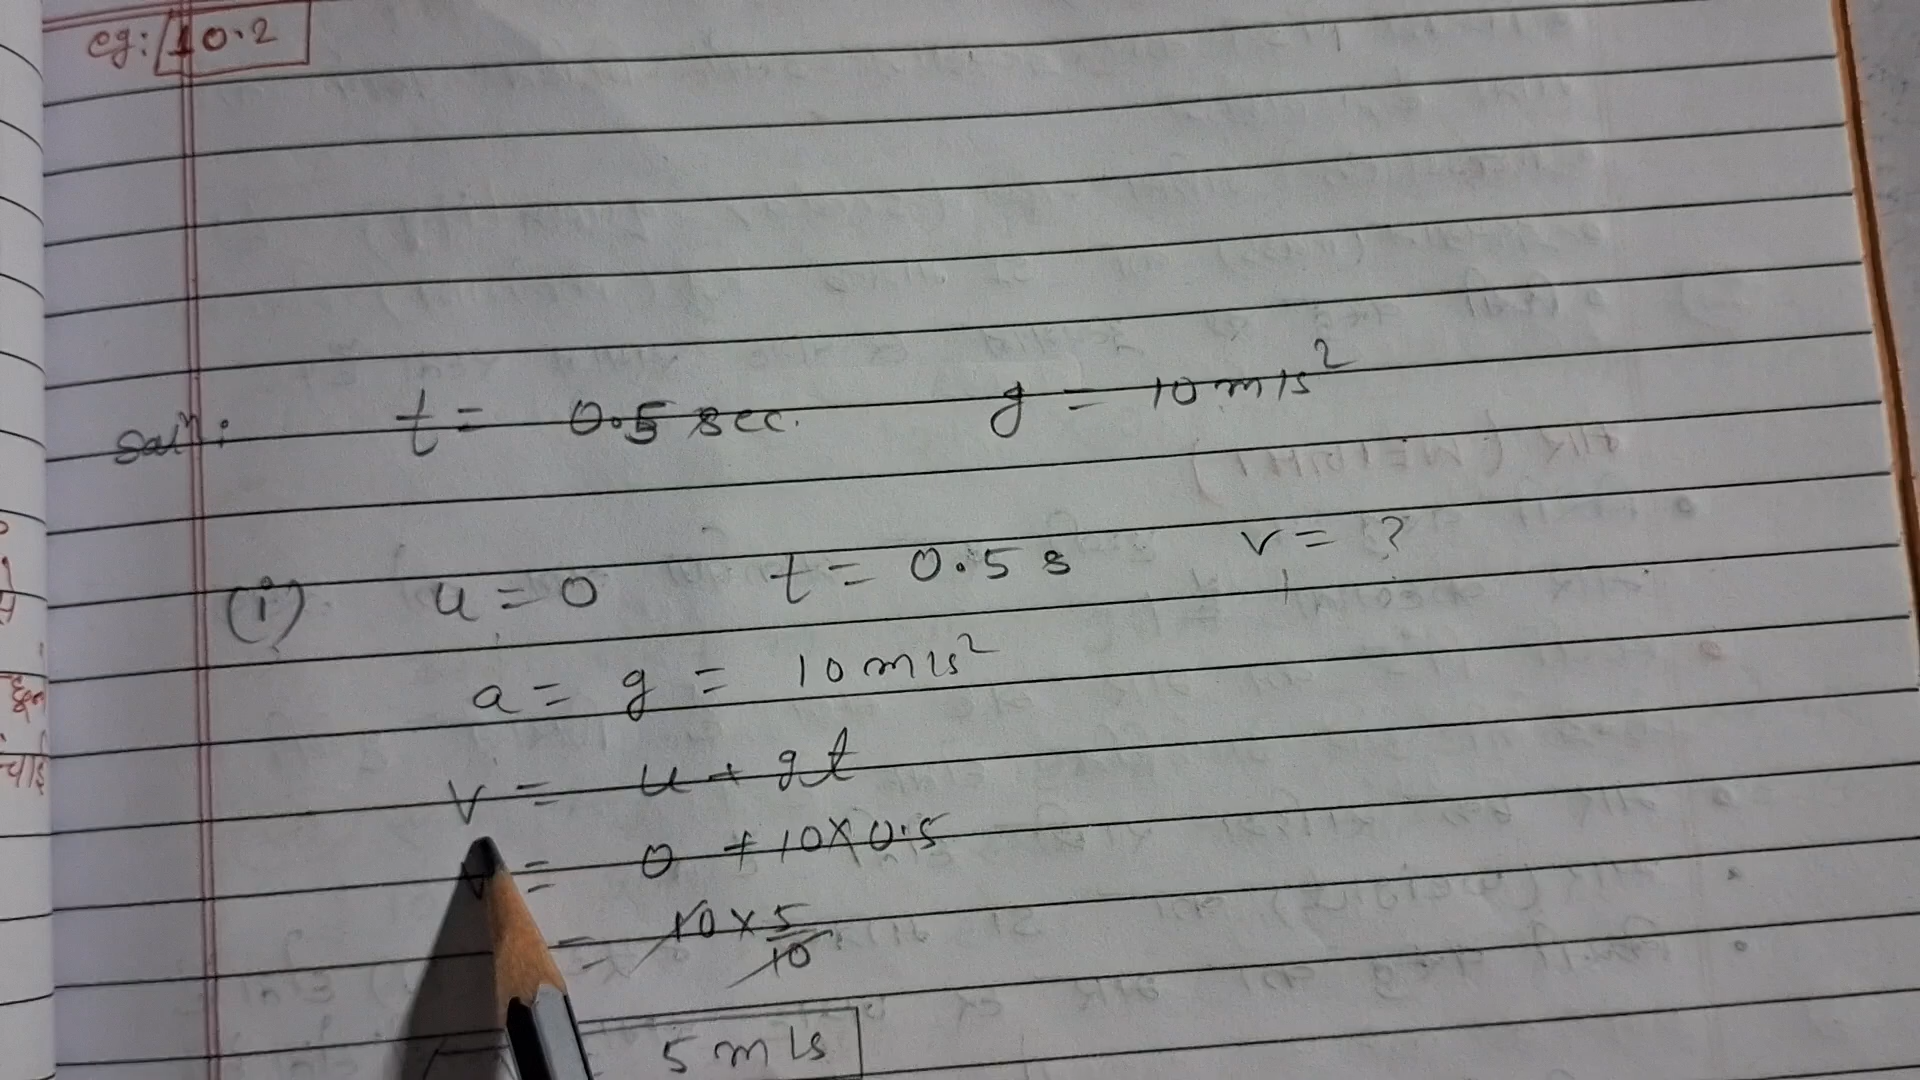 eg: 10.2
t = 0.5 sec. g = 10 m/s²
(i) u = 0 t = 0.5 s v = ?
a = g = 10 m/s²
v = u + gt
v = 0 + 10 × 0.5
= 10 × 5/10
5 m/s